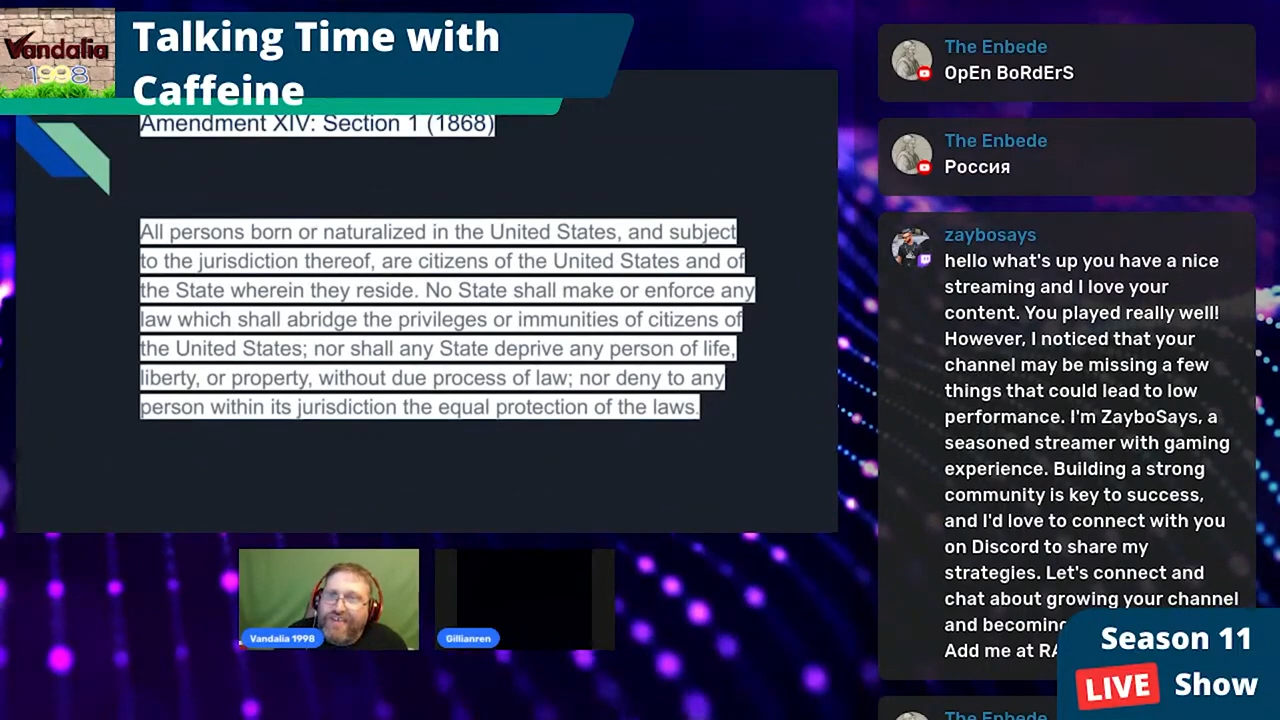 Vandalia
1998
Talking Time with
Caffeine
Amendment XIV: Section 1 (1868)
All persons born or naturalized in the United States, and subject
to the jurisdiction thereof, are citizens of the United States and of
the State wherein they reside. No State shall make or enforce any
law which shall abridge the privileges or immunities of citizens of
the United States; nor shall any State deprive any person of life,
liberty, or property, without due process of law; nor deny to any
person within its jurisdiction the equal protection of the laws.
Vandalia 1998
Gillianren
The Enbede
OpEn BoRdErS
The Enbede
Россия
zaybosays
hello what's up you have a nice
streaming and I love your
content. You played really well!
However, I noticed that your
channel may be missing a few
things that could lead to low
performance. I'm ZayboSays, a
seasoned streamer with gaming
experience. Building a strong
community is key to success,
and I'd love to connect with you
on Discord to share my
strategies. Let's connect and
chat about growing your channel
and becoming
Add me at
The Enbede
Season 11
LIVE Show